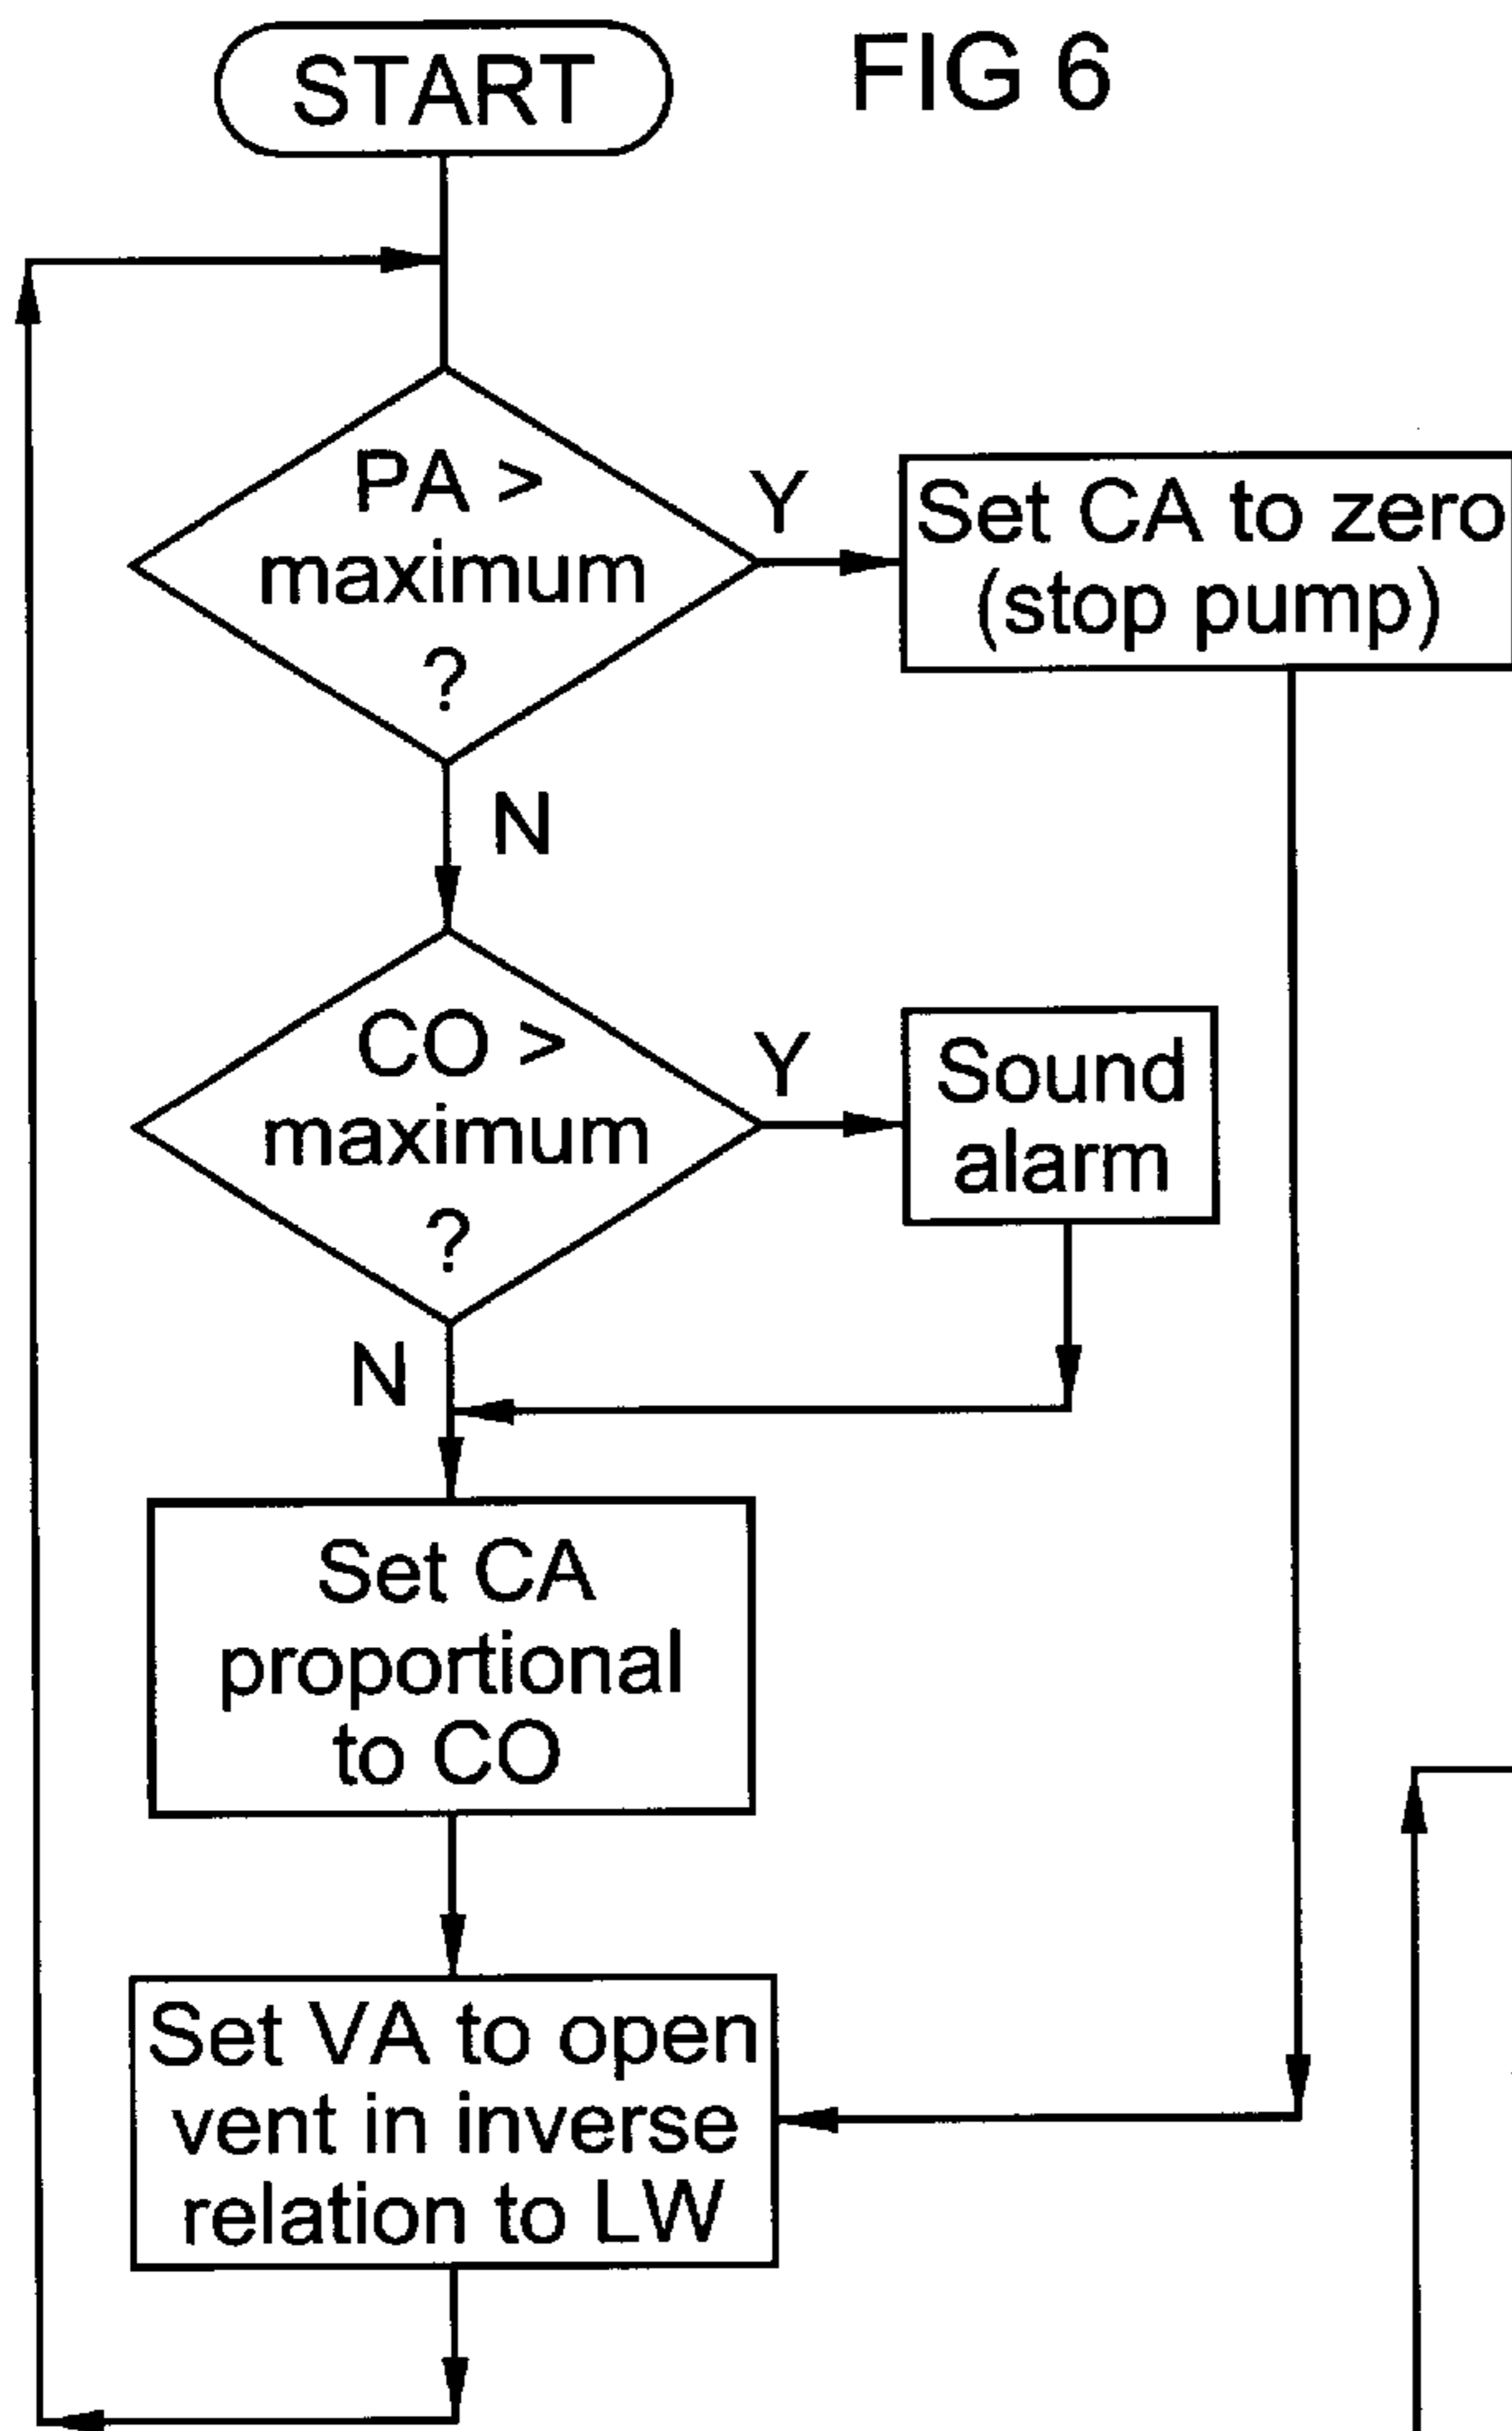 START
FIG 6
PA >
maximum
?
Y
Set CA to zero
(stop pump)
N
CO >
maximum
?
Y
Sound
alarm
N
Set CA
proportional
to CO
Set VA to open
vent in inverse
relation to LW